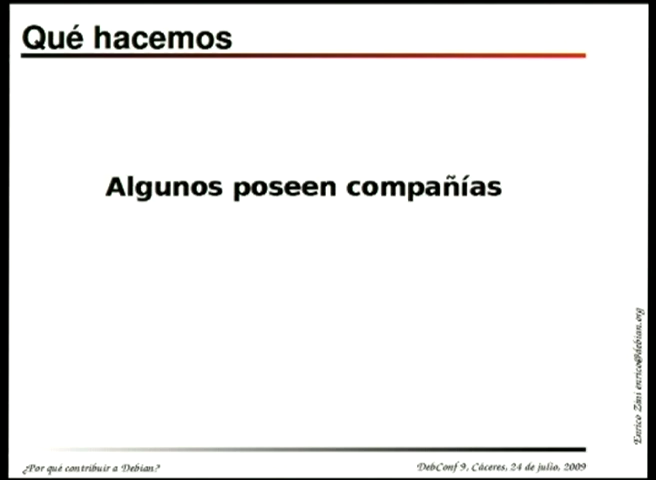 Qué hacemos
Algunos poseen compañías
Enrico Zini enrico@debian.org
¿Por qué contribuir a Debian?
DebConf 9, Cáceres, 24 de julio, 2009